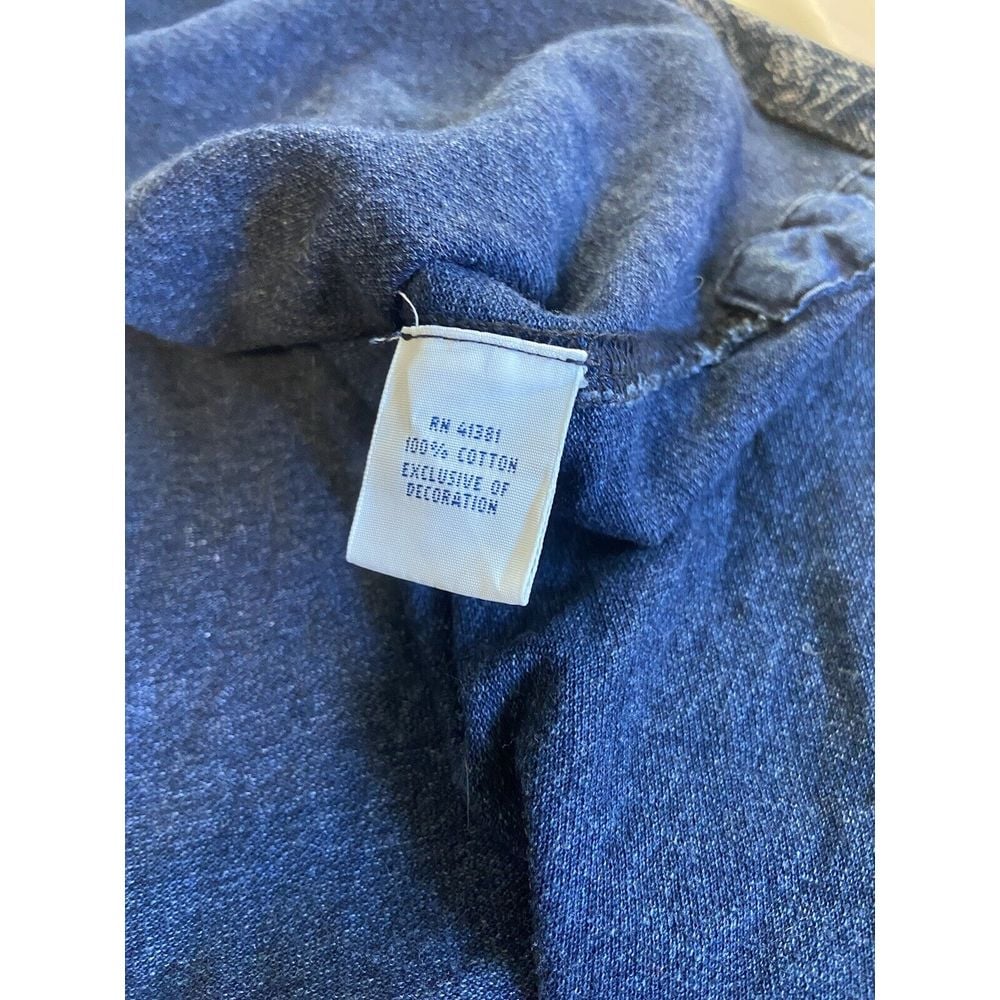 RN 41381
100% COTTON
EXCLUSIVE OF
DECORATION